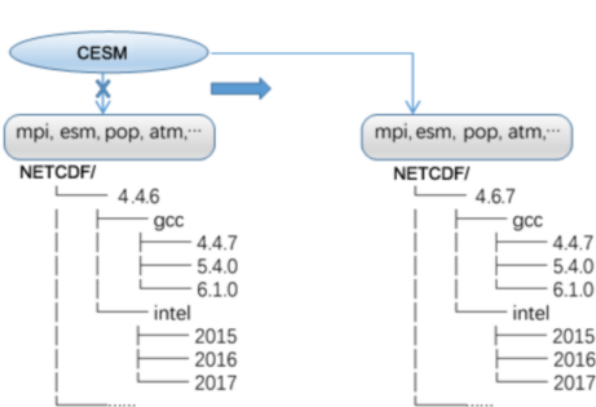 CESM
mpi, esm, pop, atm,···
NETCDF/
4.4.6
gcc
4.4.7
5.4.0
6.1.0
intel
2015
2016
2017
······
mpi, esm, pop, atm,···
NETCDF/
4.6.7
gcc
4.4.7
5.4.0
6.1.0
intel
2015
2016
2017
······